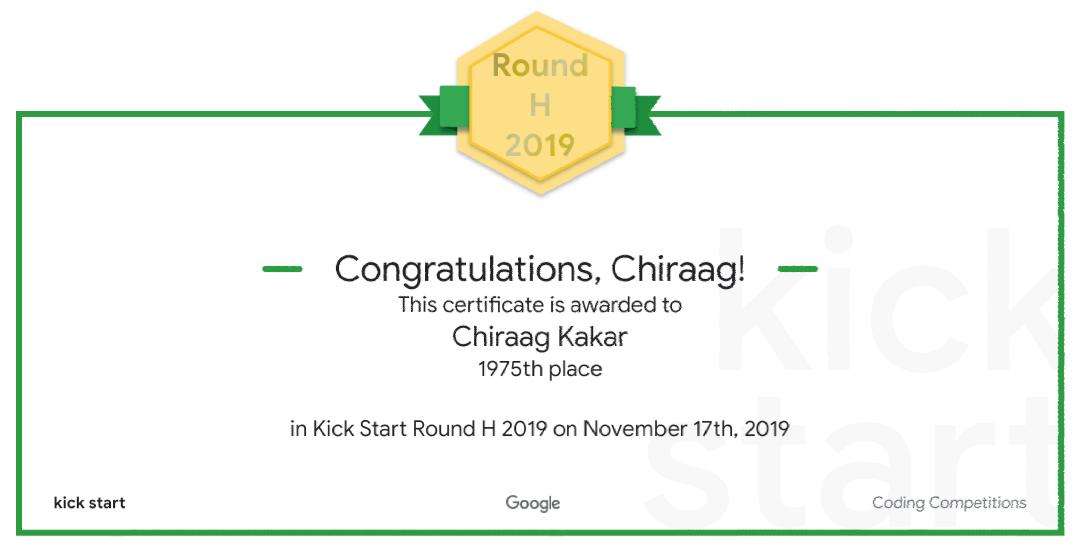 Round
H
2019
Congratulations, Chiraag!
This certificate is awarded to
Chiraag Kakar
1975th place
in Kick Start Round H 2019 on November 17th, 2019
kick
start
kick start
Google
Coding Competitions